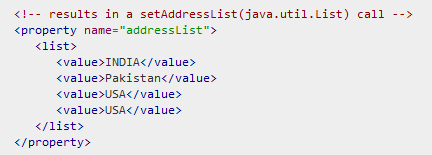 <!-- results in a setAddressList(java.util.List) call -->
<property name="addressList">
   <list>
      <value>INDIA</value>
      <value>Pakistan</value>
      <value>USA</value>
      <value>USA</value>
   </list>
</property>